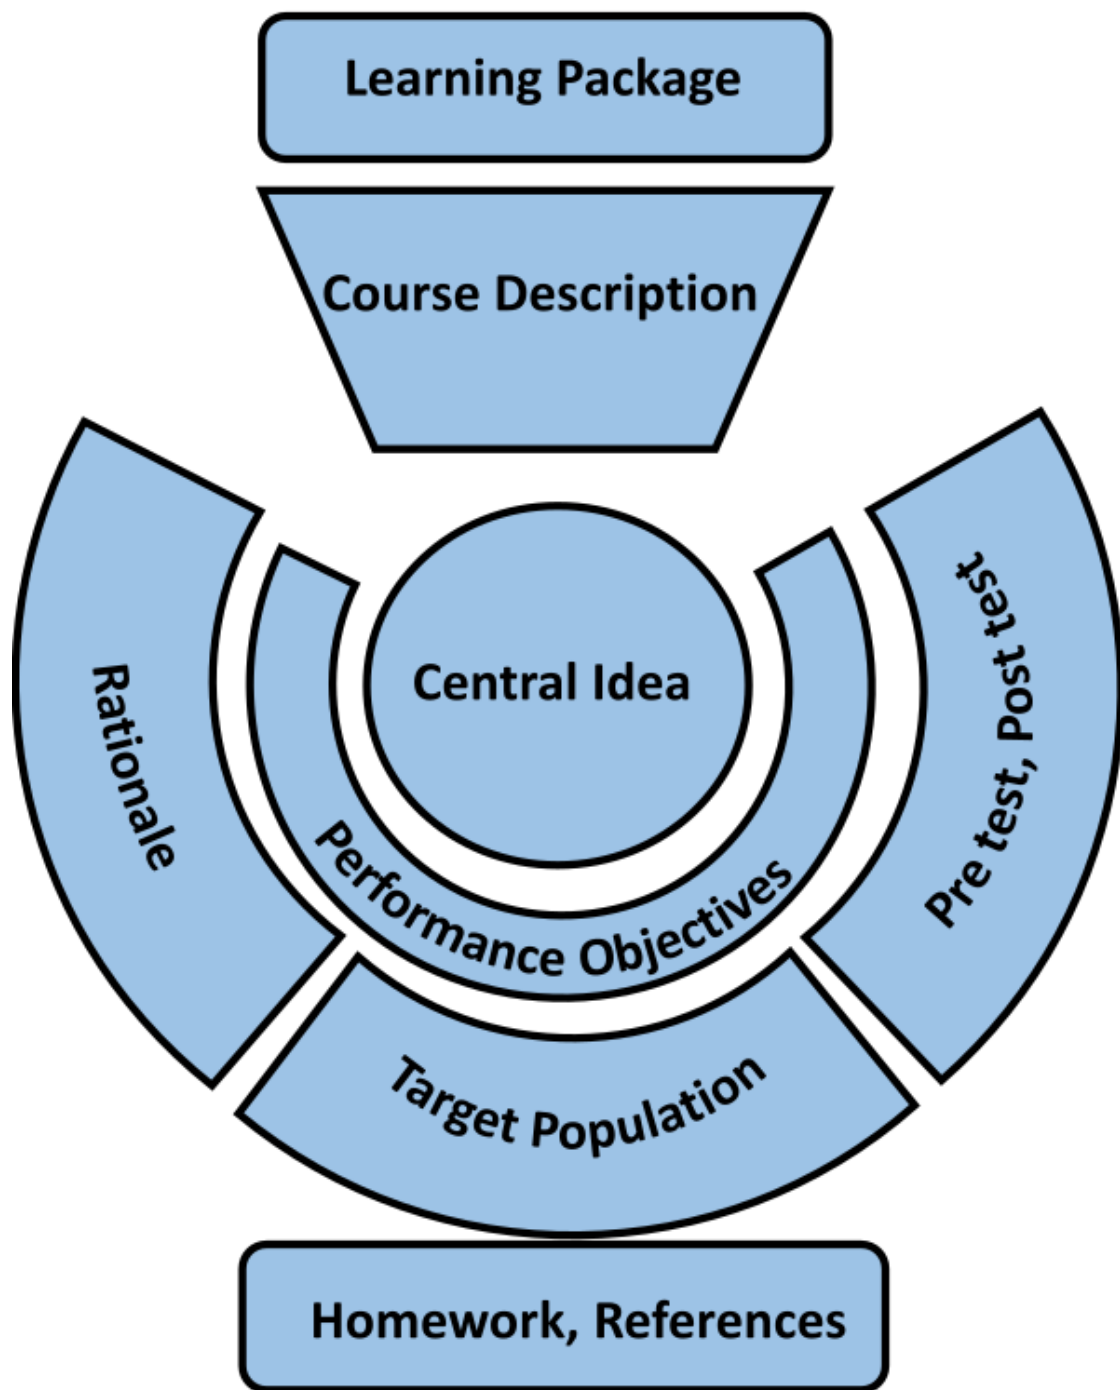 Learning Package
Course Description
Central Idea
Rationale
Performance Objectives
Pre test, Post test
Target Population
Homework, References